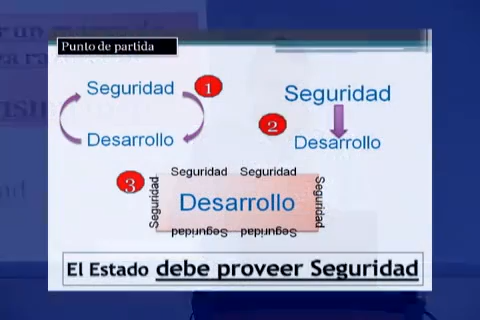 Punto de partida
Seguridad
1
Desarrollo
Seguridad
2
Desarrollo
3
Seguridad Seguridad
Seguridad
Desarrollo
Seguridad
Seguridad Seguridad
El Estado debe proveer Seguridad